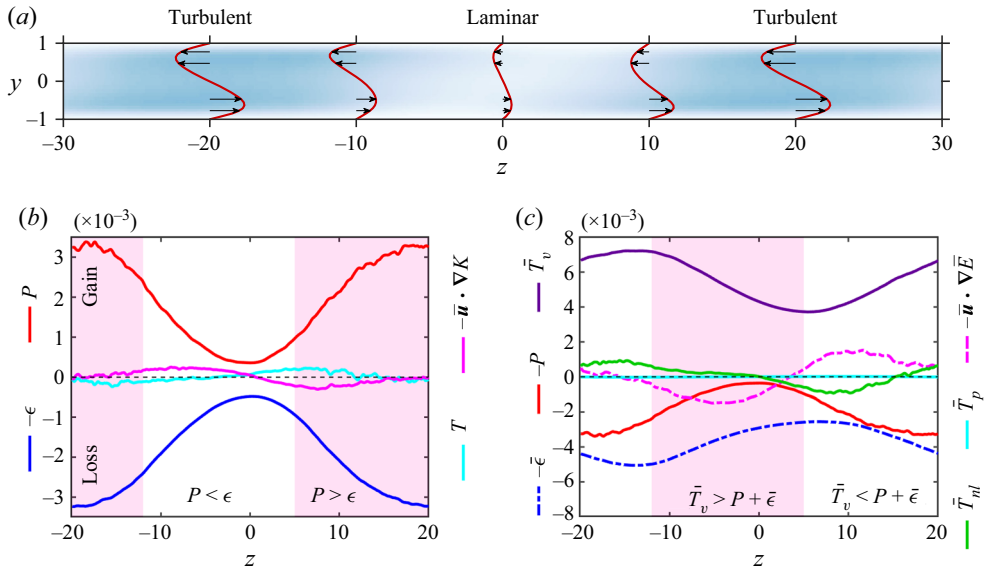 (a) Turbulent Laminar Turbulent
1
y 0
–1
–30 –20 –10 0 10 20 30
z
(b) (×10⁻³)
3
2
1
0
–1
–2
–3
–20 –10 0 10 20
z
Gain
Loss
P < ϵ P > ϵ
P
–ϵ
–ū • ∇K
T
(c) (×10⁻³)
8
6
4
2
0
–2
–4
–6
–8
–20 –10 0 10 20
z
T̄ᵥ > P + ϵ̄ T̄ᵥ < P + ϵ̄
T̄ᵥ
–P
–ϵ̄
–ū • ∇Ē
T̄ₚ
T̄ₙₗ